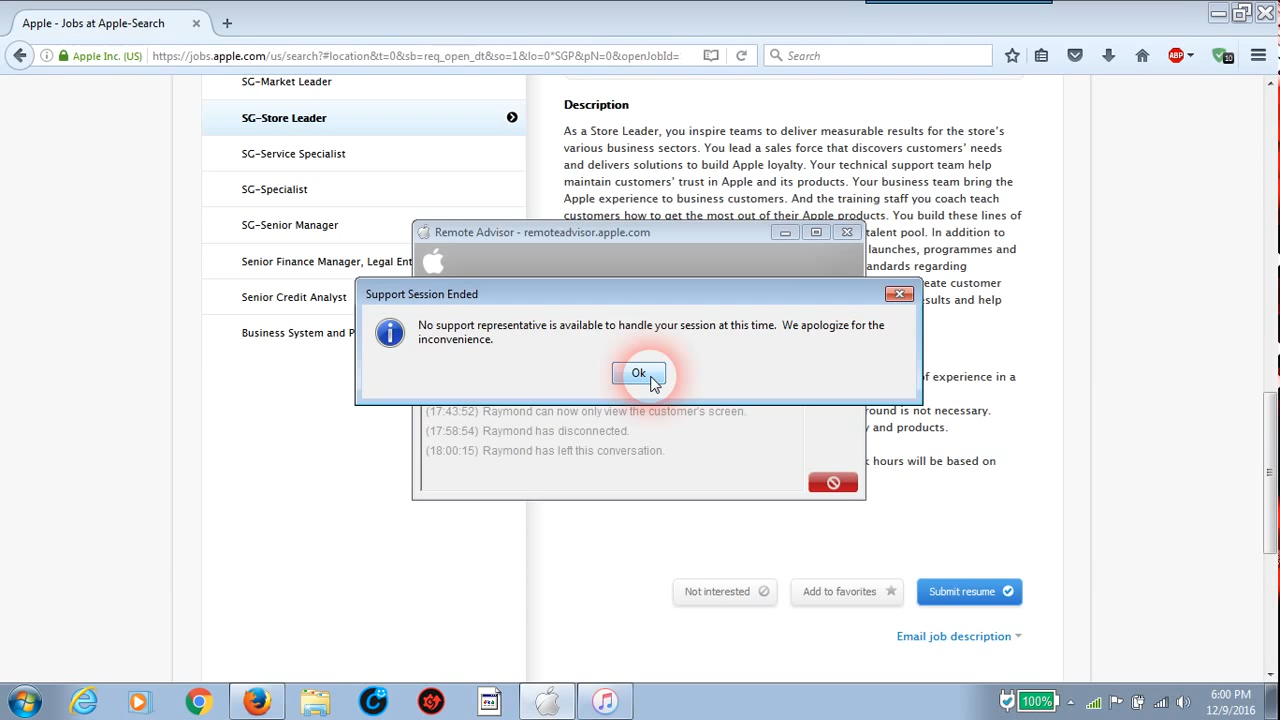 Apple - Jobs at Apple-Search
Apple Inc. (US)
https://jobs.apple.com/us/search?#location&t=0&sb=req_open_dt&so=1&lo=0*SGP&pN=0&openJobId=
Search
ABP
10
SG-Market Leader
SG-Store Leader
SG-Service Specialist
SG-Specialist
SG-Senior Manager
Senior Finance Manager, Legal Ent
Senior Credit Analyst
Business System and P
Description
As a Store Leader, you inspire teams to deliver measurable results for the store's
various business sectors. You lead a sales force that discovers customers' needs
and delivers solutions to build Apple loyalty. Your technical support team help
maintain customers' trust in Apple and its products. Your business team bring the
Apple experience to business customers. And the training staff you coach teach
customers how to get the most out of their Apple products. You build these lines of
talent pool. In addition to
launches, programmes and
andards regarding
eate customer
esults and help
of experience in a
round is not necessary.
y and products.
hours will be based on
Remote Advisor - remoteadvisor.apple.com
Support Session Ended
No support representative is available to handle your session at this time. We apologize for the
inconvenience.
Ok
(17:43:52) Raymond can now only view the customer's screen.
(17:58:54) Raymond has disconnected.
(18:00:15) Raymond has left this conversation.
Not interested
Add to favorites
Submit resume
Email job description
100%
6:00 PM
12/9/2016